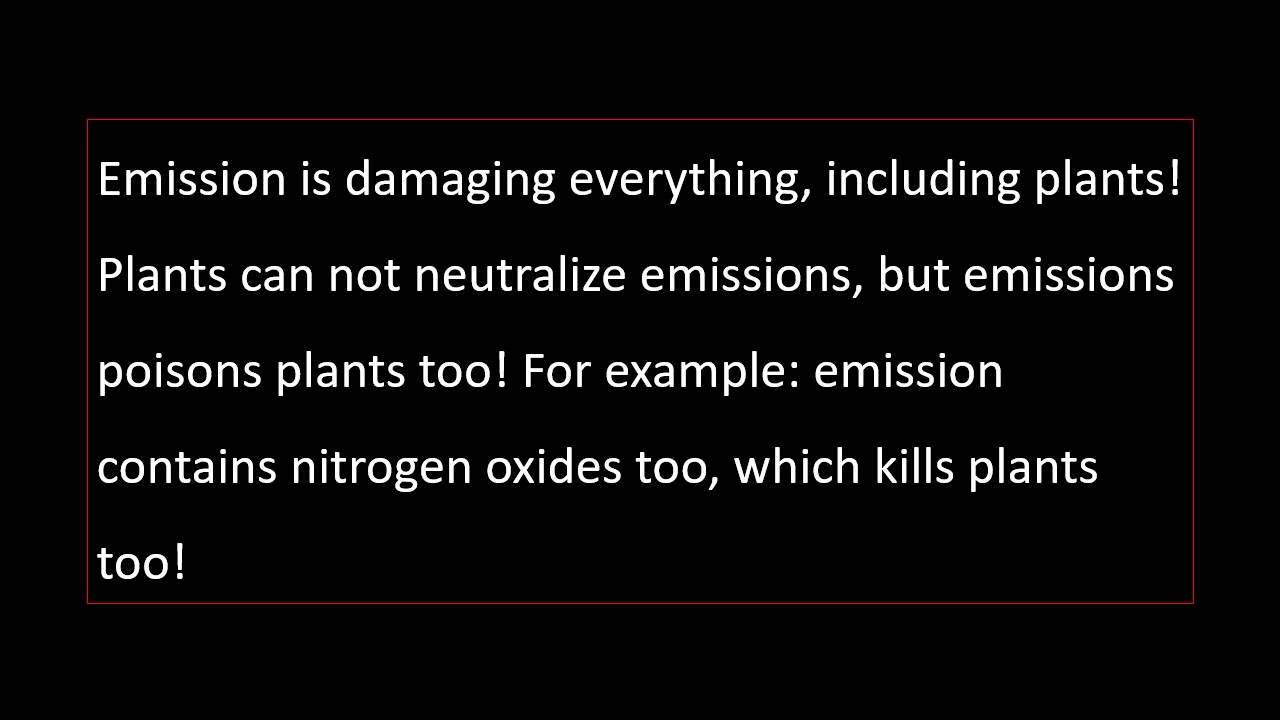 Emission is damaging everything, including plants!
Plants can not neutralize emissions, but emissions
poisons plants too! For example: emission
contains nitrogen oxides too, which kills plants
too!